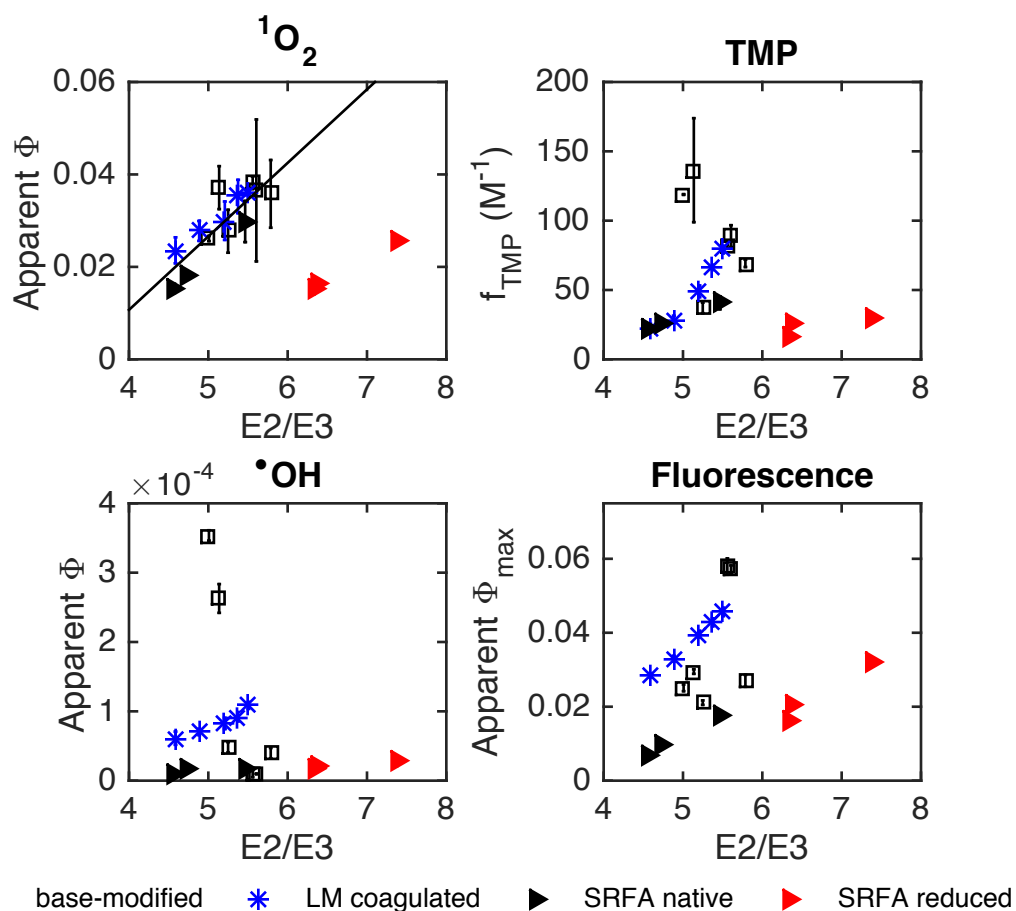 ¹O₂
TMP
Apparent Φ
0.06
0.04
0.02
0
4 5 6 7 8
E2/E3
f_TMP (M⁻¹)
200
150
100
50
0
4 5 6 7 8
E2/E3
•OH
Fluorescence
×10⁻⁴
Apparent Φ
4
3
2
1
0
4 5 6 7 8
E2/E3
Apparent Φ_max
0.06
0.04
0.02
0
4 5 6 7 8
E2/E3
base-modified LM coagulated SRFA native SRFA reduced